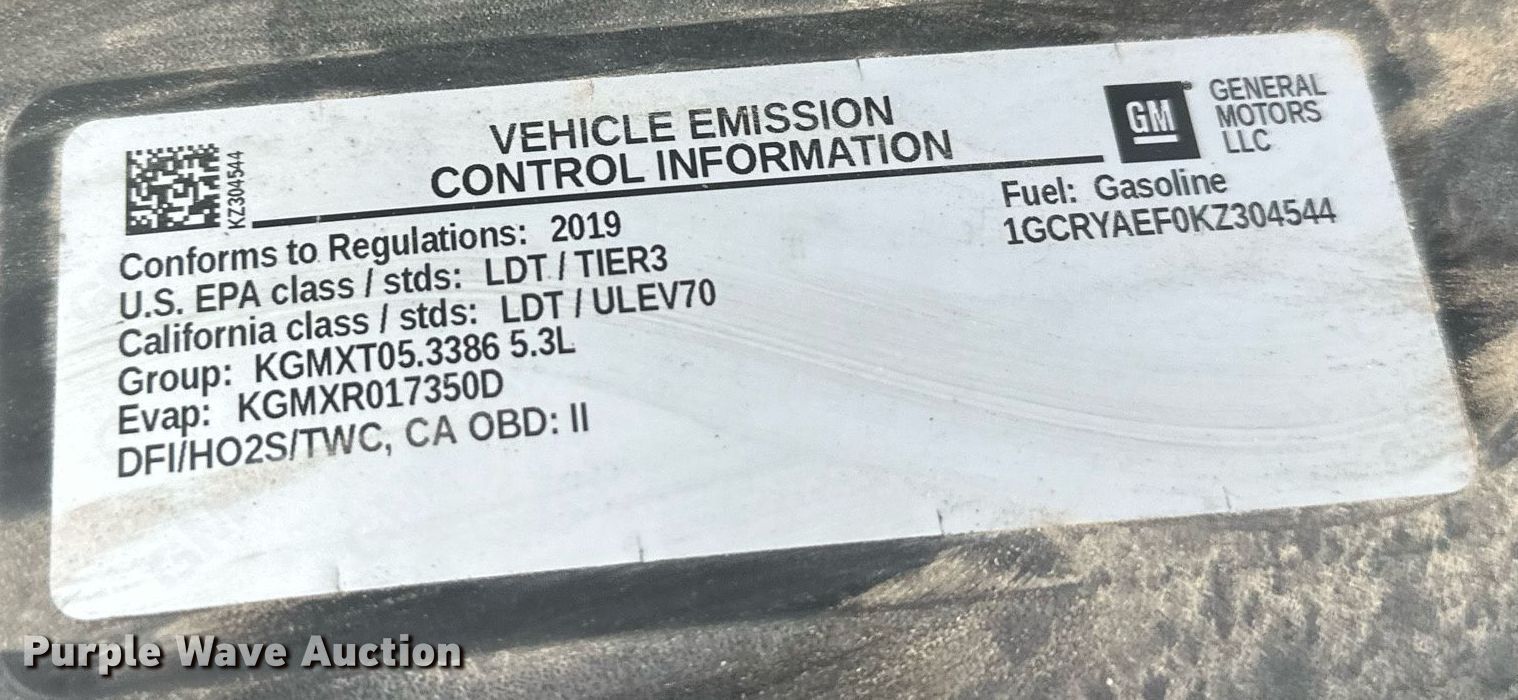 VEHICLE EMISSION
CONTROL INFORMATION
GM
GENERAL
MOTORS
LLC
KZ304544
Fuel: Gasoline
1GCRYAEF0KZ304544
Conforms to Regulations: 2019
U.S. EPA class / stds: LDT / TIER3
California class / stds: LDT / ULEV70
Group: KGMXT05.3386 5.3L
Evap: KGMXR017350D
DFI/HO2S/TWC, CA OBD: II
Purple Wave Auction